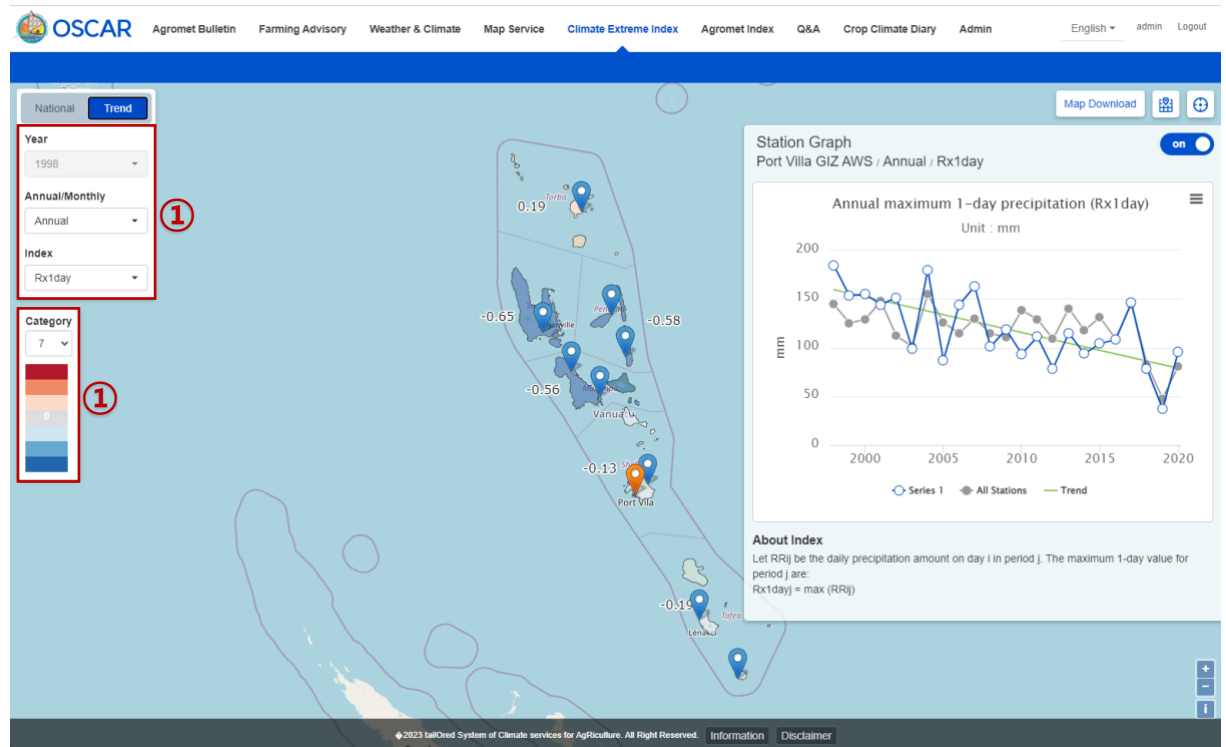 OSCAR
Agromet Bulletin Farming Advisory Weather & Climate Map Service Climate Extreme Index Agromet Index Q&A Crop Climate Diary Admin English admin Logout
National Trend
Year
1998
Annual/Monthly
Annual
Index
Rx1day
①
Category
7
0
①
Map Download
Torba
0.19
-0.65
-0.58
-0.56
Vanuatu
-0.13
Port Vila
-0.19
Tafea
Station Graph
on
Port Villa GIZ AWS / Annual / Rx1day
Annual maximum 1-day precipitation (Rx1day)
Unit : mm
200
150
100
50
0
mm
2000 2005 2010 2015 2020
Series 1 All Stations Trend
About Index
Let RRij be the daily precipitation amount on day i in period j. The maximum 1-day value for
period j are:
Rx1dayj = max (RRij)
+
−
i
�2023 tailOred System of Climate services for AgRiculture. All Right Reserved. Information Disclaimer